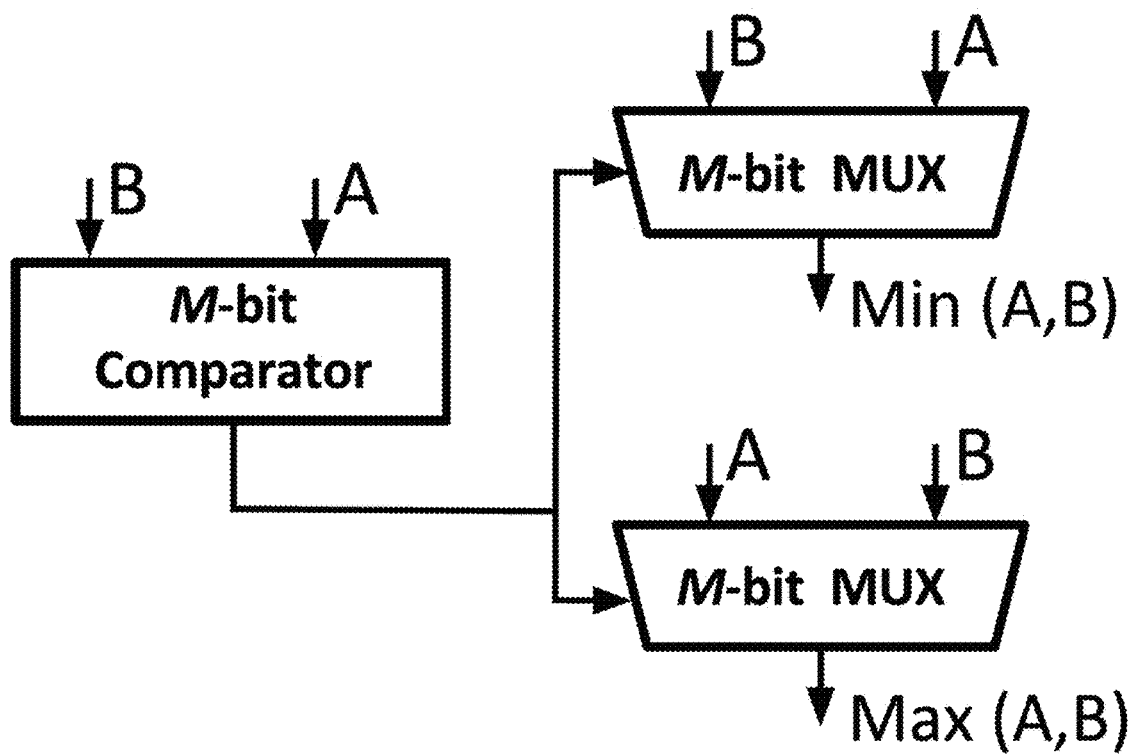 B A
M-bit MUX
Min (A,B)
B A
M-bit
Comparator
A B
M-bit MUX
Max (A,B)